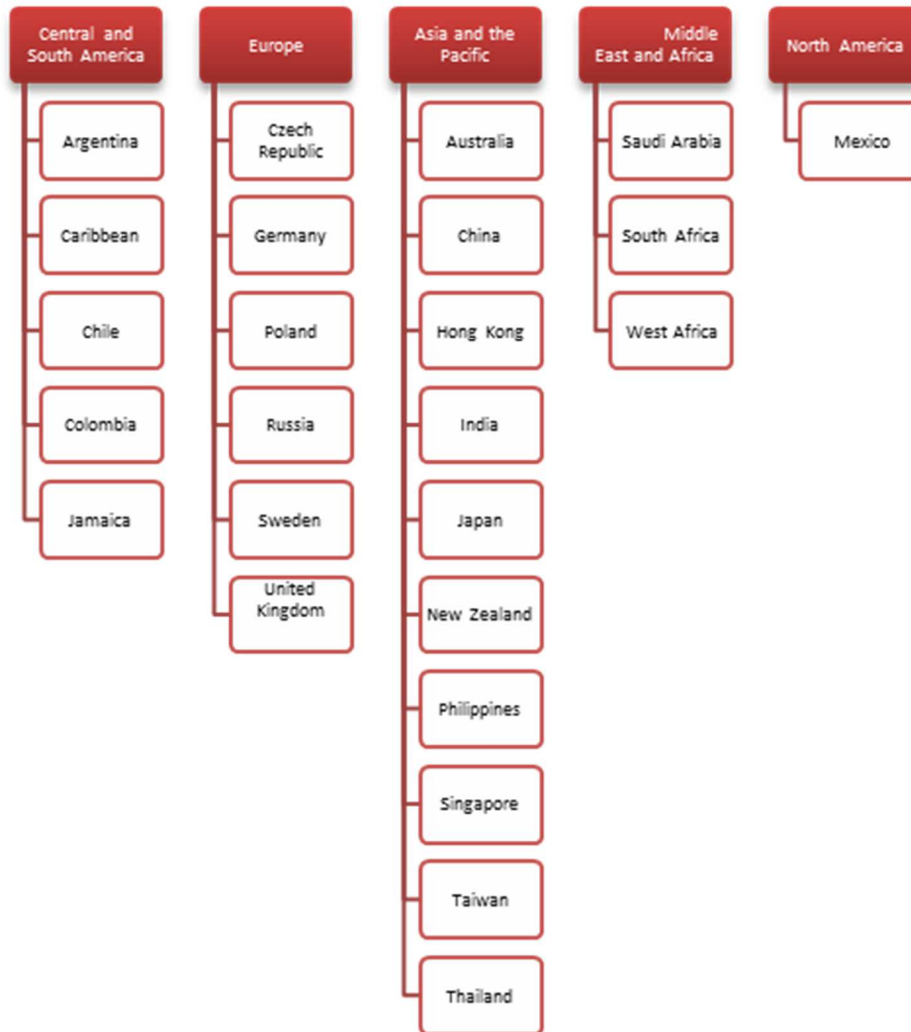 Central and
South America
Argentina
Caribbean
Chile
Colombia
Jamaica
Europe
Czech
Republic
Germany
Poland
Russia
Sweden
United
Kingdom
Asia and the
Pacific
Australia
China
Hong Kong
India
Japan
New Zealand
Philippines
Singapore
Taiwan
Thailand
Middle
East and Africa
Saudi Arabia
South Africa
West Africa
North America
Mexico